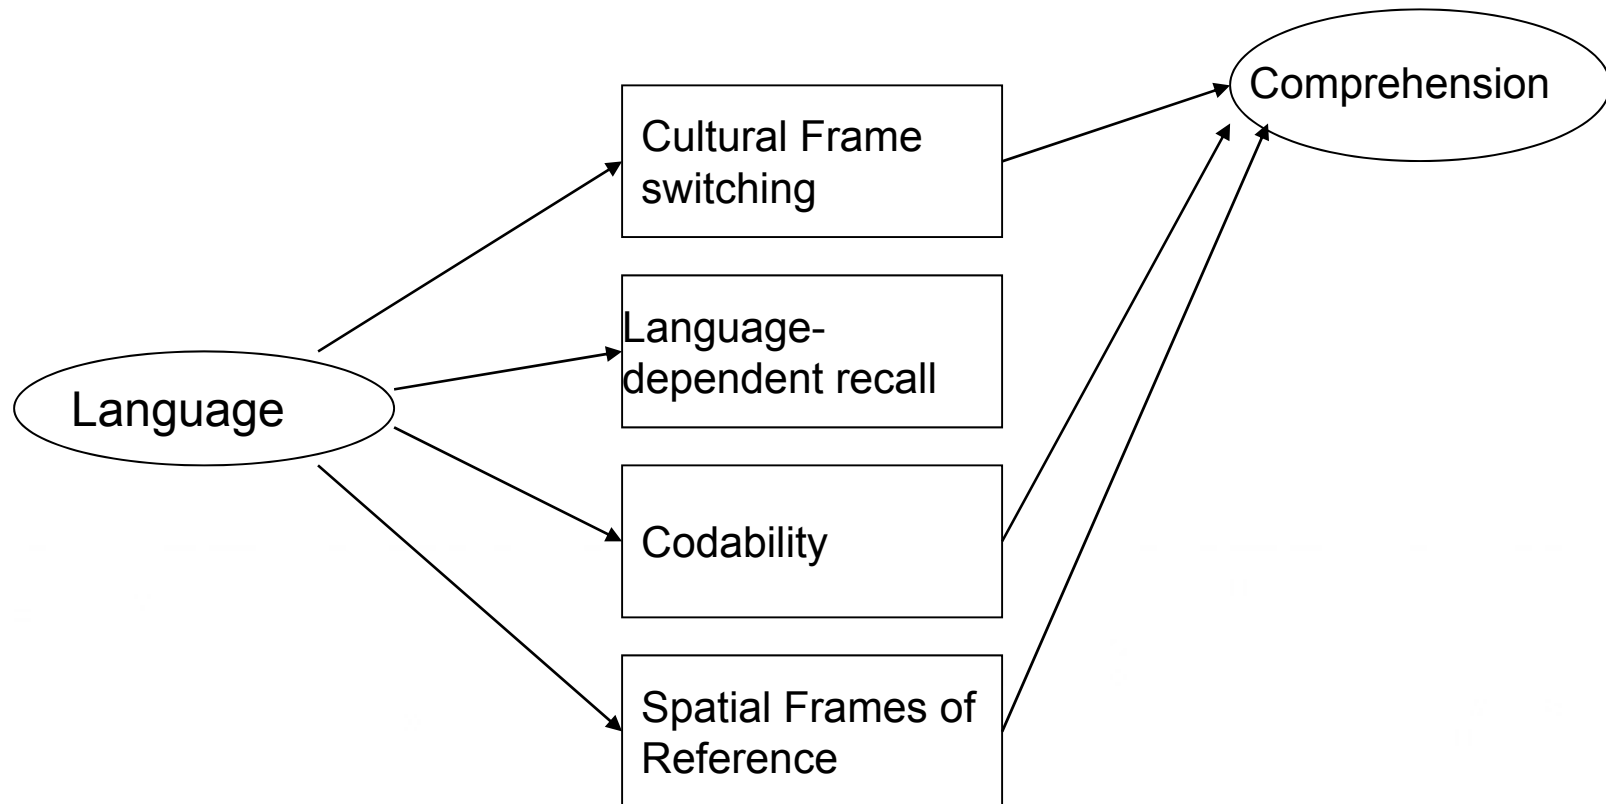 Comprehension
Cultural Frame
switching
Language-
dependent recall
Language
Codability
Spatial Frames of
Reference